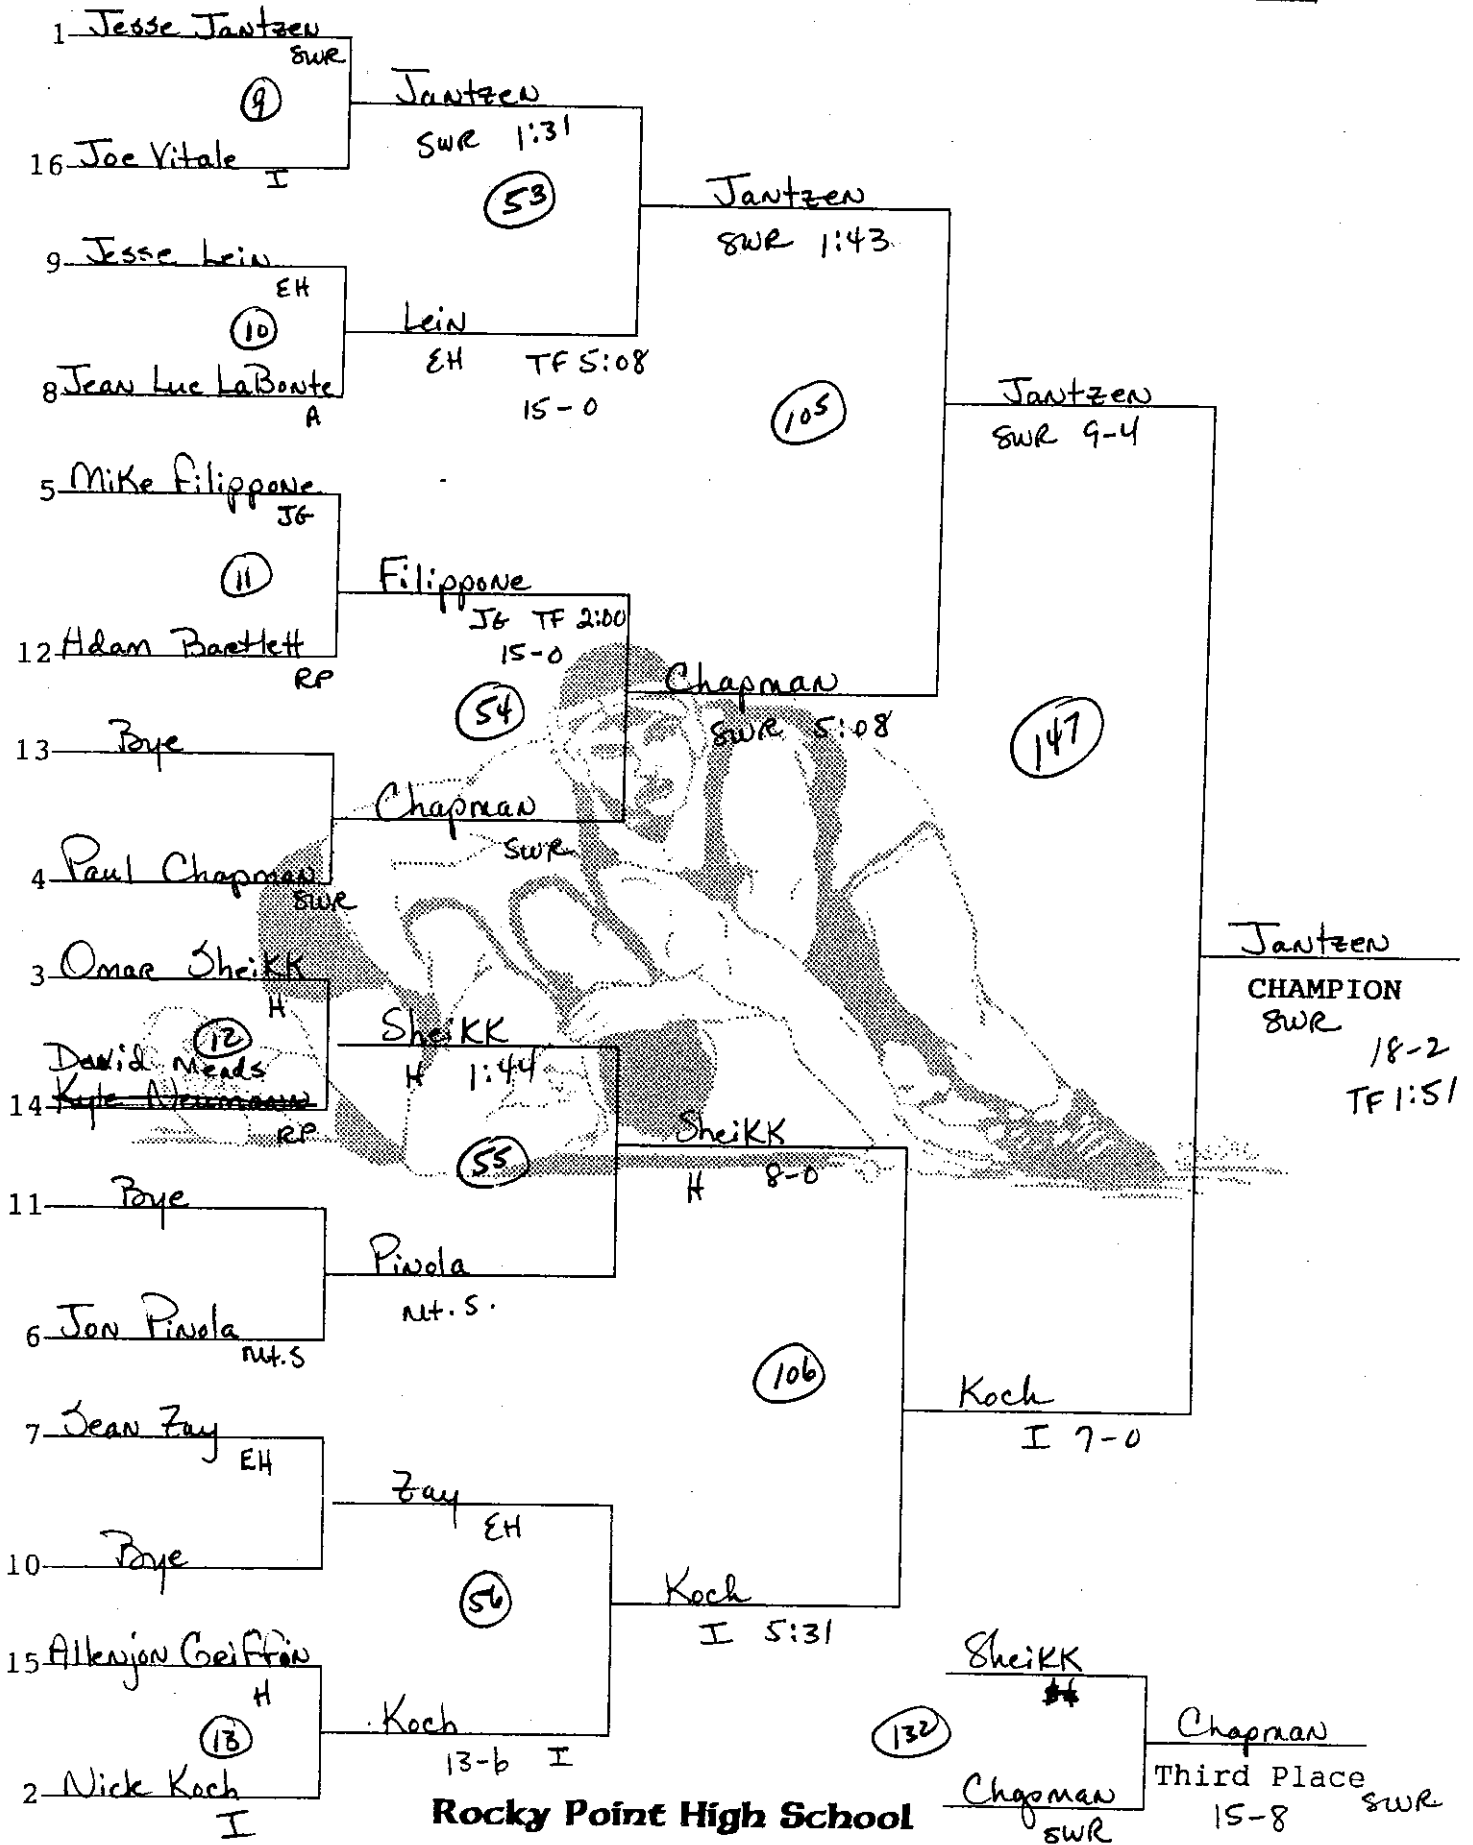 1 Jesse Jantzen
SWR
9
16 Joe Vitale
I
Jantzen
SWR 1:31
53
9 Jesse Lein
EH
10
8 Jean Luc LaBonte
A
Lein
EH TF 5:08
15-0
Jantzen
SWR 1:43
105
5 Mike Filippone
JG
11
12 Adam Bartlett
RP
Filippone
JG TF 2:00
15-0
54
13 Bye
4 Paul Chapman
SWR
Chapman
SWR
Chapman
SWR 5:08
Jantzen
SWR 9-4
147
3 Omar SheiKK
H
12
David Meads
14 Kyle Neumann
RP
SheiKK
H 1:44
55
11 Bye
6 Jon Pinola
Mt.S
Pinola
Mt. S.
SheiKK
H 8-0
106
7 Sean Zay
EH
10 Bye
Zay
EH
56
15 Allenjon Griffin
H
13
2 Nick Koch
I
Koch
13-6 I
Koch
I 5:31
Koch
I 7-0
Jantzen
CHAMPION
SWR
18-2
TF 1:51
SheiKK
132
Chapman
SWR
Chapman
Third Place
SWR
15-8
Rocky Point High School